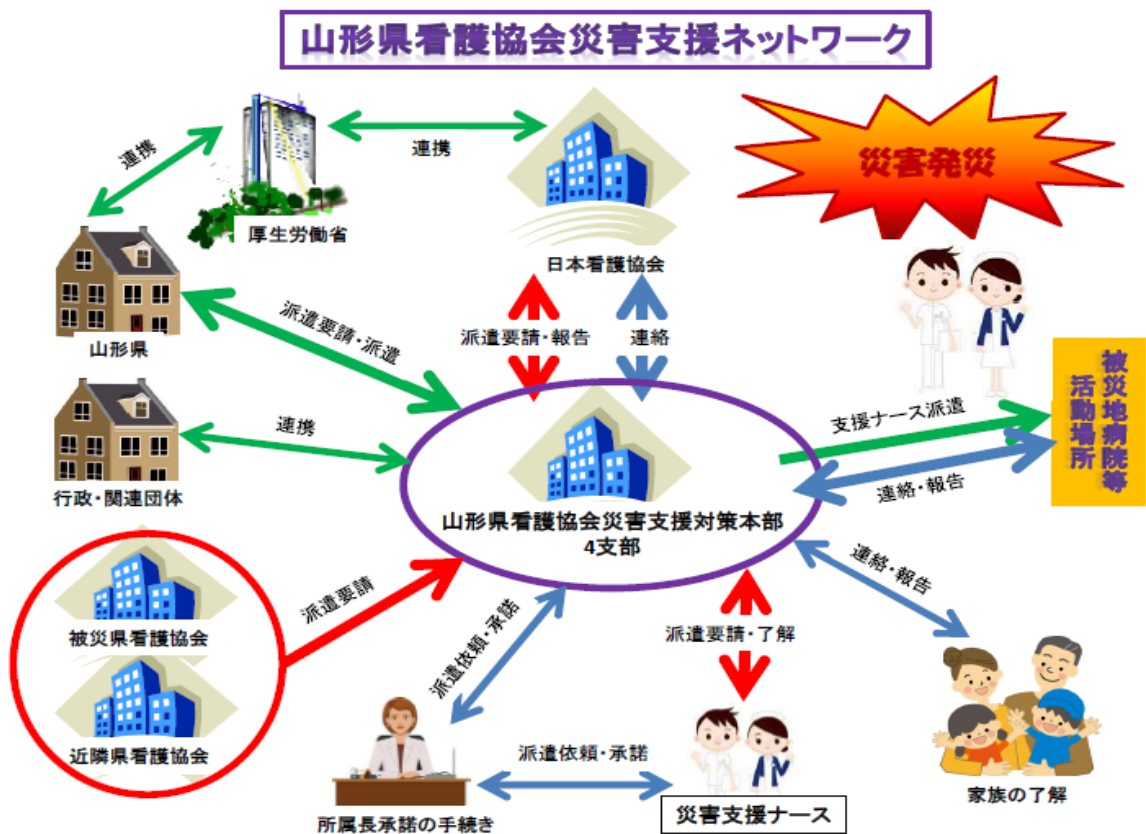 山形県看護協会災害支援ネットワーク
連携
連携
災害発災
厚生労働省
日本看護協会
山形県
派遣要請・派遣
派遣要請・報告
連絡
被災地病院等
活動場所
連携
支援ナース派遣
行政・関連団体
連絡・報告
山形県看護協会災害支援対策本部
4支部
派遣要請
連絡・報告
被災県看護協会
派遣依頼・承諾
派遣要請・了解
近隣県看護協会
派遣依頼・承諾
所属長承諾の手続き
災害支援ナース
家族の了解